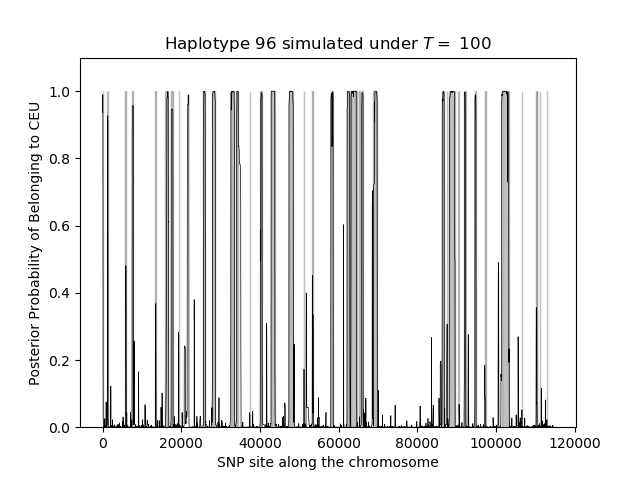 Haplotype 96 simulated under T = 100
Posterior Probability of Belonging to CEU
1.0
0.8
0.6
0.4
0.2
0.0
0 20000 40000 60000 80000 100000 120000
SNP site along the chromosome